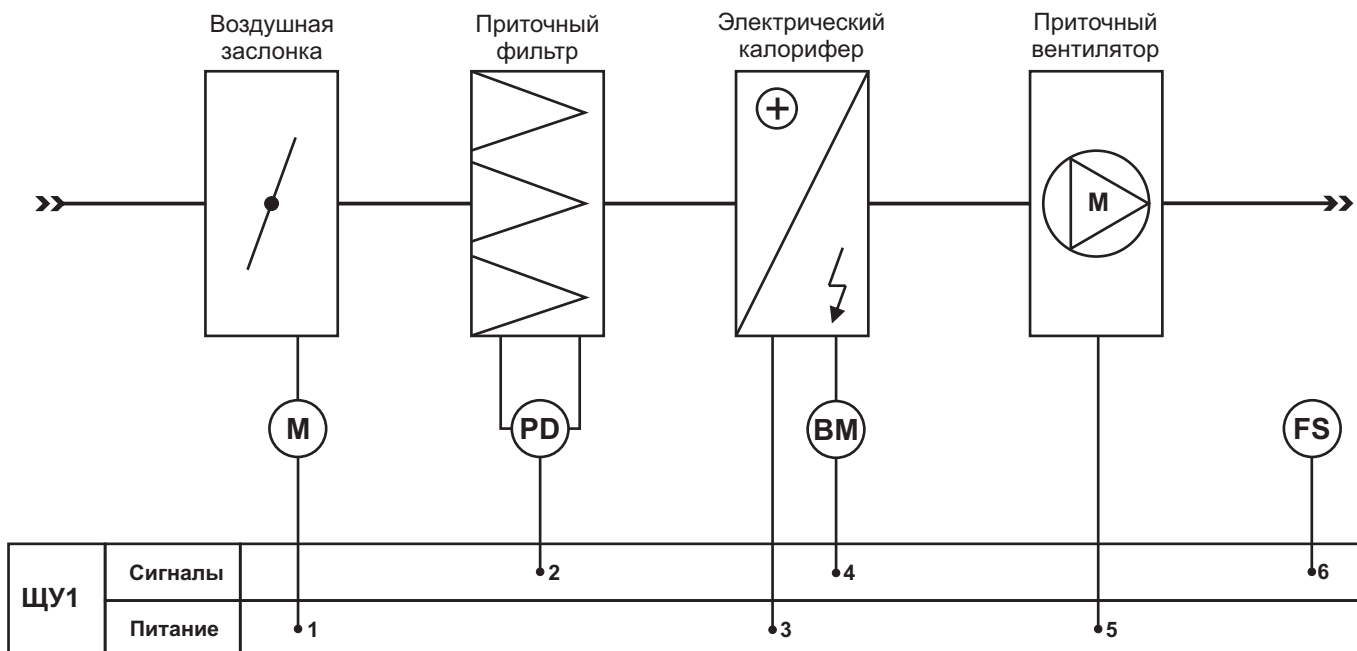 Воздушная
заслонка
Приточный
фильтр
Электрический
калорифер
Приточный
вентилятор
M
M
PD
BM
FS
ЩУ1
Сигналы
2
4
6
Питание
1
3
5